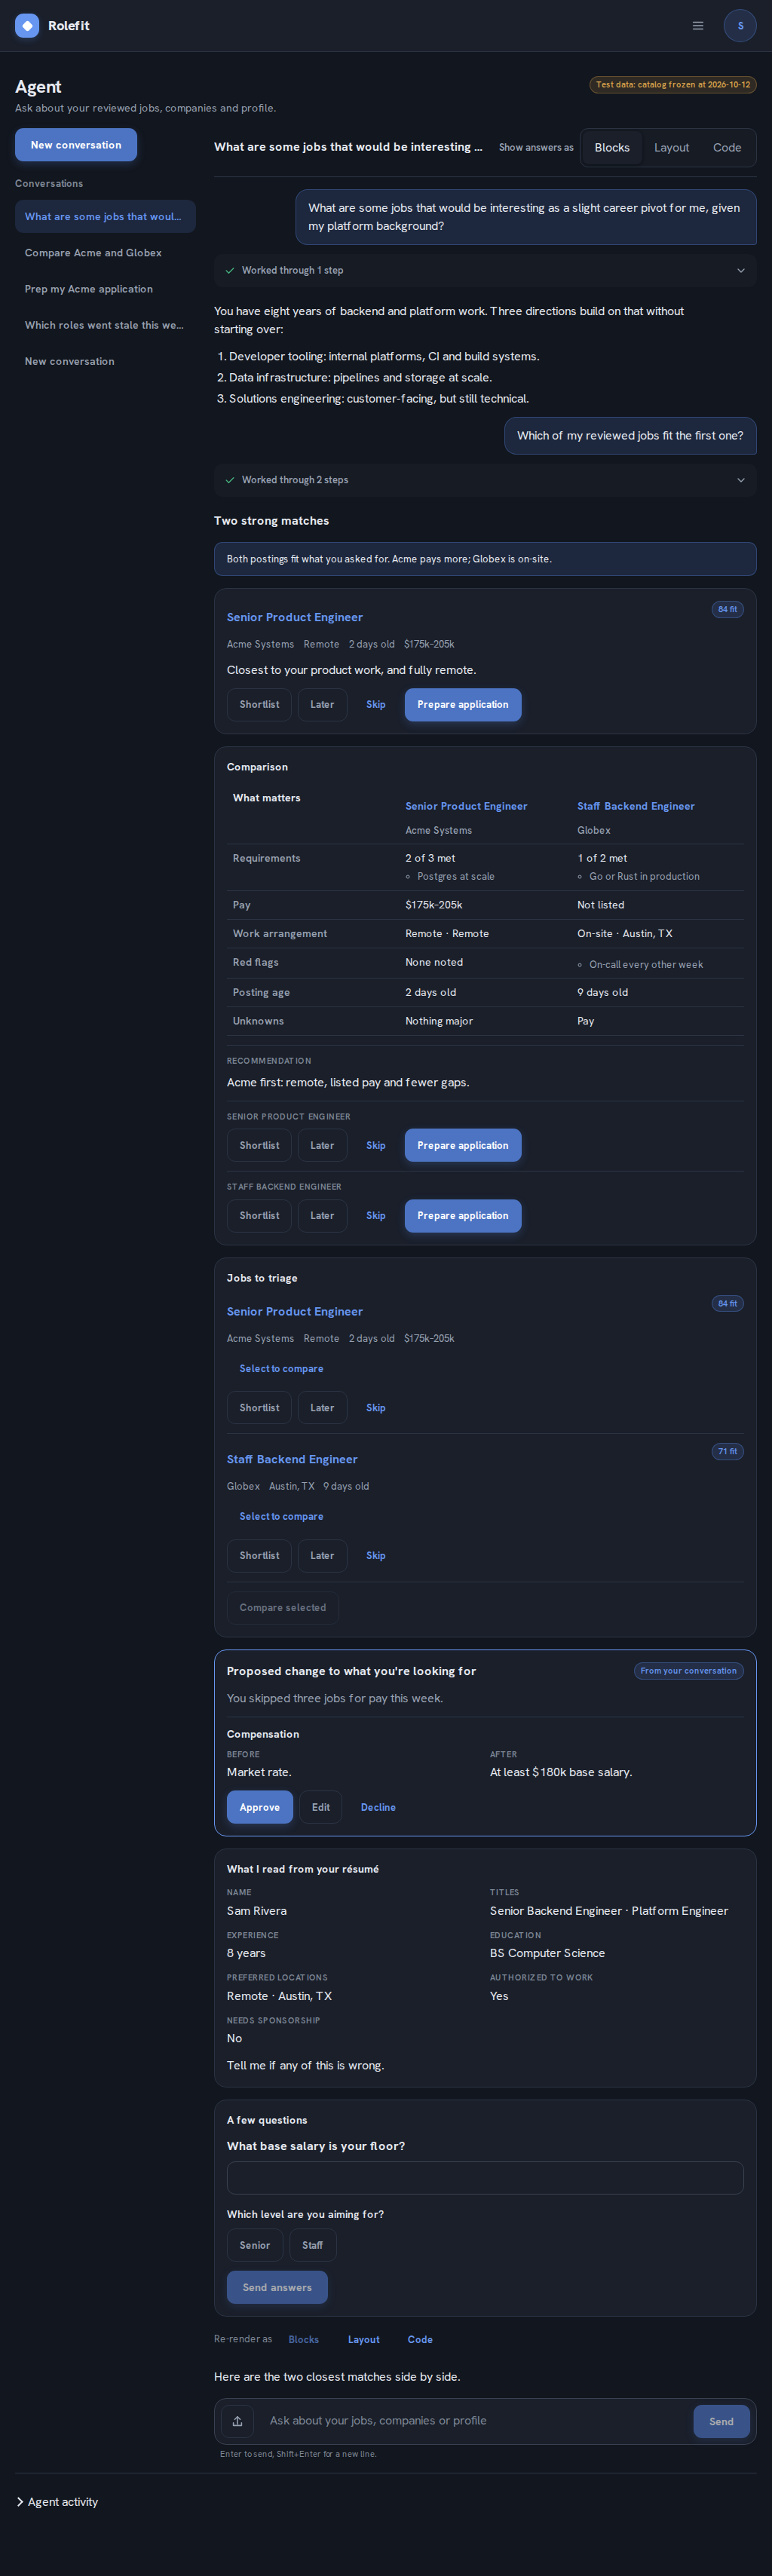 Rolefit
S
Agent
Test data: catalog frozen at 2026-10-12
Ask about your reviewed jobs, companies and profile.
New conversation
Conversations
What are some jobs that woul...
Compare Acme and Globex
Prep my Acme application
Which roles went stale this we...
New conversation
What are some jobs that would be interesting ...
Show answers as
Blocks
Layout
Code
What are some jobs that would be interesting as a slight career pivot for me, given
my platform background?
Worked through 1 step
You have eight years of backend and platform work. Three directions build on that without
starting over:
1. Developer tooling: internal platforms, CI and build systems.
2. Data infrastructure: pipelines and storage at scale.
3. Solutions engineering: customer-facing, but still technical.
Which of my reviewed jobs fit the first one?
Worked through 2 steps
Two strong matches
Both postings fit what you asked for. Acme pays more; Globex is on-site.
Senior Product Engineer
84 fit
Acme Systems Remote 2 days old $175k–205k
Closest to your product work, and fully remote.
Shortlist Later Skip Prepare application
Comparison
What matters Senior Product Engineer Staff Backend Engineer
Acme Systems Globex
Requirements 2 of 3 met 1 of 2 met
Postgres at scale Go or Rust in production
Pay $175k–205k Not listed
Work arrangement Remote · Remote On-site · Austin, TX
Red flags None noted On-call every other week
Posting age 2 days old 9 days old
Unknowns Nothing major Pay
RECOMMENDATION
Acme first: remote, listed pay and fewer gaps.
SENIOR PRODUCT ENGINEER
Shortlist Later Skip Prepare application
STAFF BACKEND ENGINEER
Shortlist Later Skip Prepare application
Jobs to triage
Senior Product Engineer
84 fit
Acme Systems Remote 2 days old $175k–205k
Select to compare
Shortlist Later Skip
Staff Backend Engineer
71 fit
Globex Austin, TX 9 days old
Select to compare
Shortlist Later Skip
Compare selected
Proposed change to what you're looking for
From your conversation
You skipped three jobs for pay this week.
Compensation
BEFORE AFTER
Market rate. At least $180k base salary.
Approve Edit Decline
What I read from your résumé
NAME TITLES
Sam Rivera Senior Backend Engineer · Platform Engineer
EXPERIENCE EDUCATION
8 years BS Computer Science
PREFERRED LOCATIONS AUTHORIZED TO WORK
Remote · Austin, TX Yes
NEEDS SPONSORSHIP
No
Tell me if any of this is wrong.
A few questions
What base salary is your floor?
Which level are you aiming for?
Senior Staff
Send answers
Re-render as Blocks Layout Code
Here are the two closest matches side by side.
Ask about your jobs, companies or profile
Send
Enter to send, Shift+Enter for a new line.
Agent activity